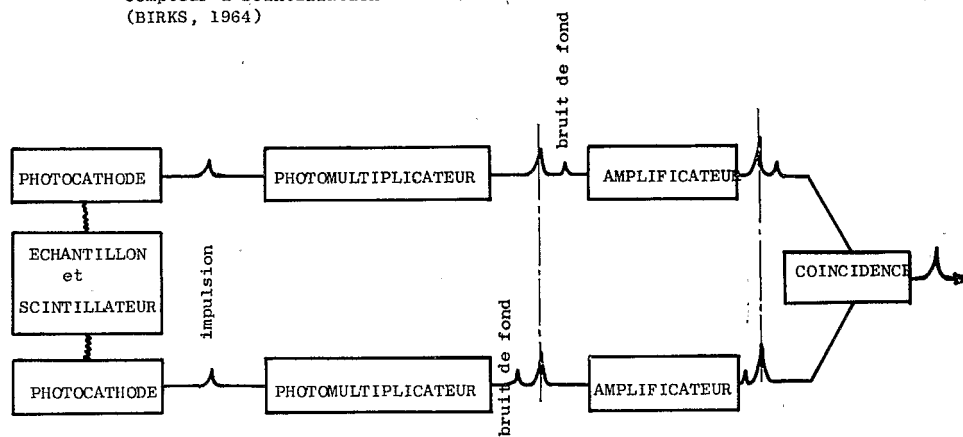 (BIRKS, 1964)
bruit de fond
PHOTOCATHODE
PHOTOMULTIPLICATEUR
AMPLIFICATEUR
ECHANTILLON
et
SCINTILLATEUR
impulsion
COINCIDENCE
bruit de fond
PHOTOCATHODE
PHOTOMULTIPLICATEUR
AMPLIFICATEUR